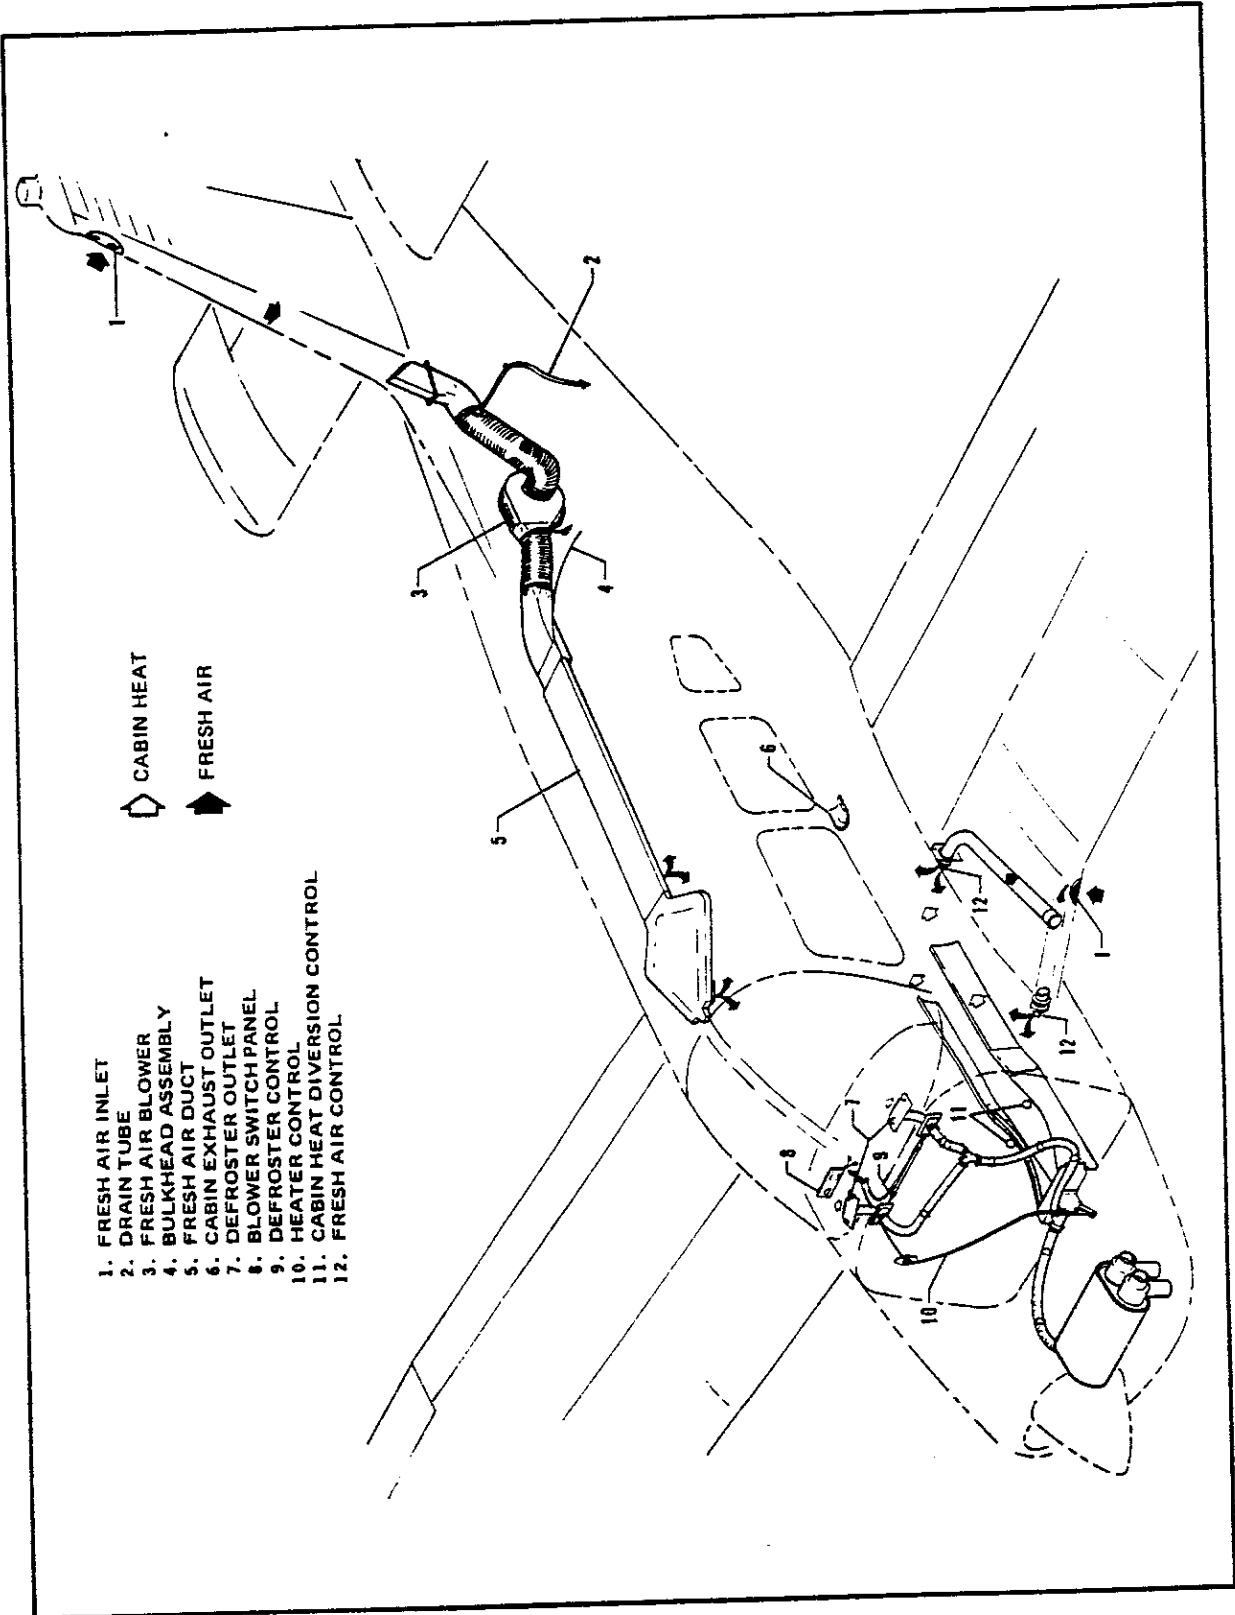 1. FRESH AIR INLET
2. DRAIN TUBE
3. FRESH AIR BLOWER
4. BULKHEAD ASSEMBLY
5. FRESH AIR DUCT
6. CABIN EXHAUST OUTLET
7. DEFROSTER OUTLET
8. BLOWER SWITCH PANEL
9. DEFROSTER CONTROL
10. HEATER CONTROL
11. CABIN HEAT DIVERSION CONTROL
12. FRESH AIR CONTROL
CABIN HEAT
FRESH AIR
1
2
3
4
5
6
7
8
9
10
11
12
12
1